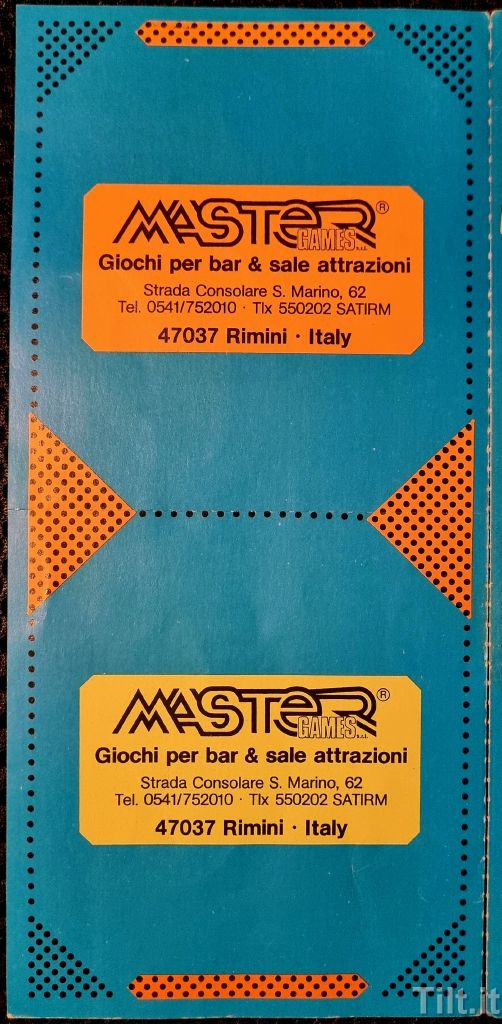 MASTER®
GAMES s.r.l.
Giochi per bar & sale attrazioni
Strada Consolare S. Marino, 62
Tel. 0541/752010 · Tlx 550202 SATIRM
47037 Rimini · Italy
MASTER®
GAMES s.r.l.
Giochi per bar & sale attrazioni
Strada Consolare S. Marino, 62
Tel. 0541/752010 · Tlx 550202 SATIRM
47037 Rimini · Italy
Tilt.it